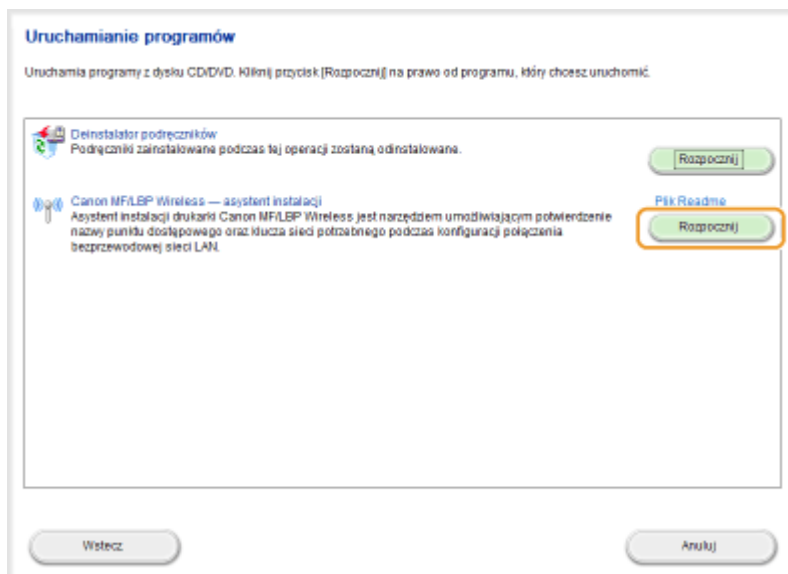 Uruchamianie programów
Uruchamia programy z dysku CD/DVD. Kliknij przycisk [Rozpocznij] na prawo od programu, który chcesz uruchomić.
Deinstalator podręczników
Podręczniki zainstalowane podczas tej operacji zostaną odinstalowane.
Rozpocznij
Canon MF/LBP Wireless — asystent instalacji
Plik Readme
Asystent instalacji drukarki Canon MF/LBP Wireless jest narzędziem umożliwiającym potwierdzenie
nazwy punktu dostępowego oraz klucza sieci potrzebnego podczas konfiguracji połączenia
bezprzewodowej sieci LAN.
Rozpocznij
Wstecz
Anuluj